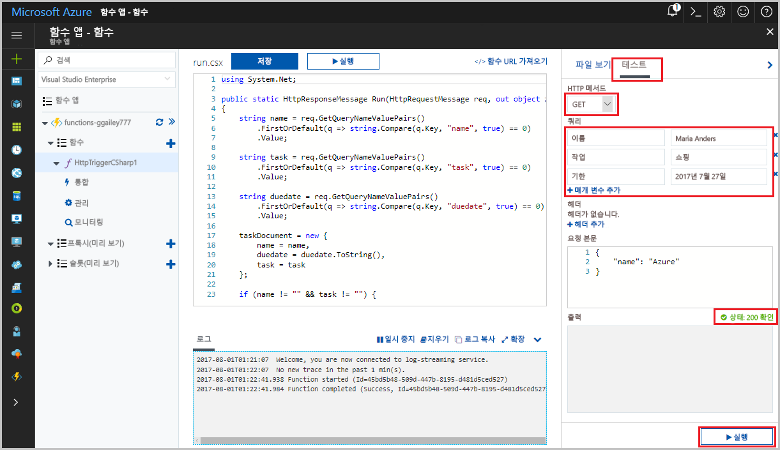 Microsoft Azure 함수 앱 - 함수
1
함수 앱 - 함수
함수 앱
검색
Visual Studio Enterprise
함수 앱
functions-ggailey777
함수
HttpTriggerCSharp1
통합
관리
모니터링
프록시(미리 보기)
슬롯(미리 보기)
run.csx
저장
실행
</> 함수 URL 가져오기
1 using System.Net;
2
3 public static HttpResponseMessage Run(HttpRequestMessage req, out object
4 {
5 string name = req.GetQueryNameValuePairs()
6 .FirstOrDefault(q => string.Compare(q.Key, "name", true) == 0)
7 .Value;
8
9 string task = req.GetQueryNameValuePairs()
10 .FirstOrDefault(q => string.Compare(q.Key, "task", true) == 0)
11 .Value;
12
13 string duedate = req.GetQueryNameValuePairs()
14 .FirstOrDefault(q => string.Compare(q.Key, "duedate", true) == 0)
15 .Value;
16
17 taskDocument = new {
18 name = name,
19 duedate = duedate.ToString(),
20 task = task
21 };
22
23 if (name != "" && task != "") {
로그
일시 중지
지우기
로그 복사
확장
2017-08-01T01:21:07 Welcome, you are now connected to log-streaming service.
2017-08-01T01:22:07 No new trace in the past 1 min(s).
2017-08-01T01:22:41.938 Function started (Id=45bd5b48-509d-447b-8195-d481d5ced527)
2017-08-01T01:22:41.984 Function completed (Success, Id=45bd5b48-509d-447b-8195-d481d5ced527
파일 보기
테스트
HTTP 메서드
GET
쿼리
이름 Maria Anders
작업 쇼핑
기한 2017년 7월 27일
매개 변수 추가
헤더
헤더가 없습니다.
헤더 추가
요청 본문
1 {
2 "name": "Azure"
3 }
출력
상태: 200 확인
실행